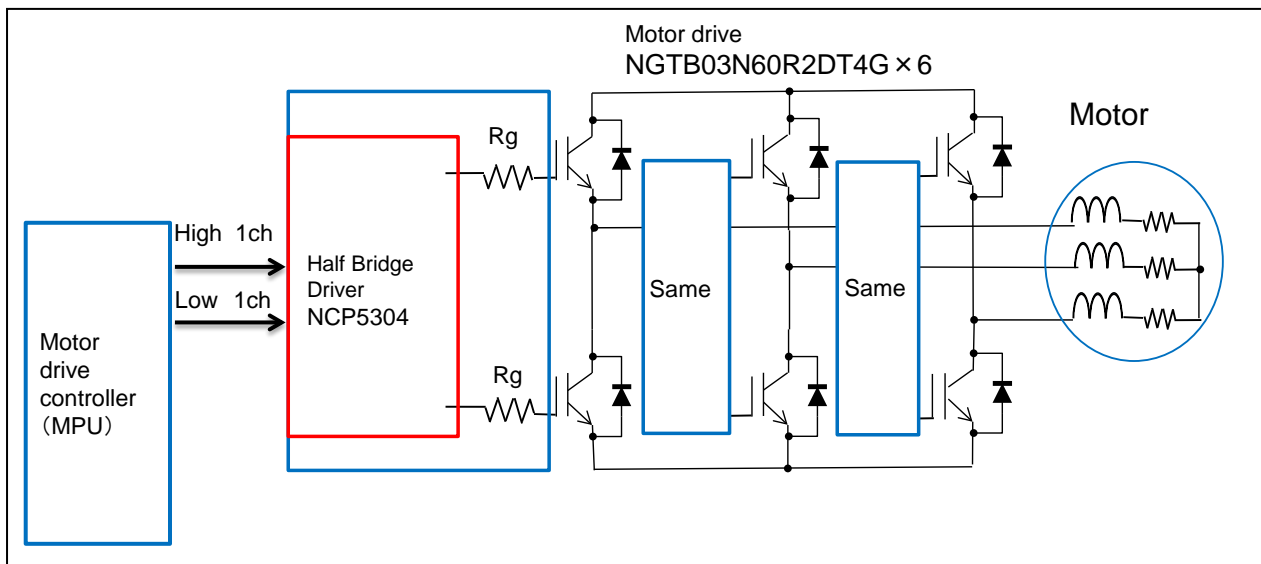 Motor drive
NGTB03N60R2DT4G×6
Motor
Rg
High 1ch
Low 1ch
Half Bridge
Driver
NCP5304
Same
Same
Rg
Motor
drive
controller
（MPU）